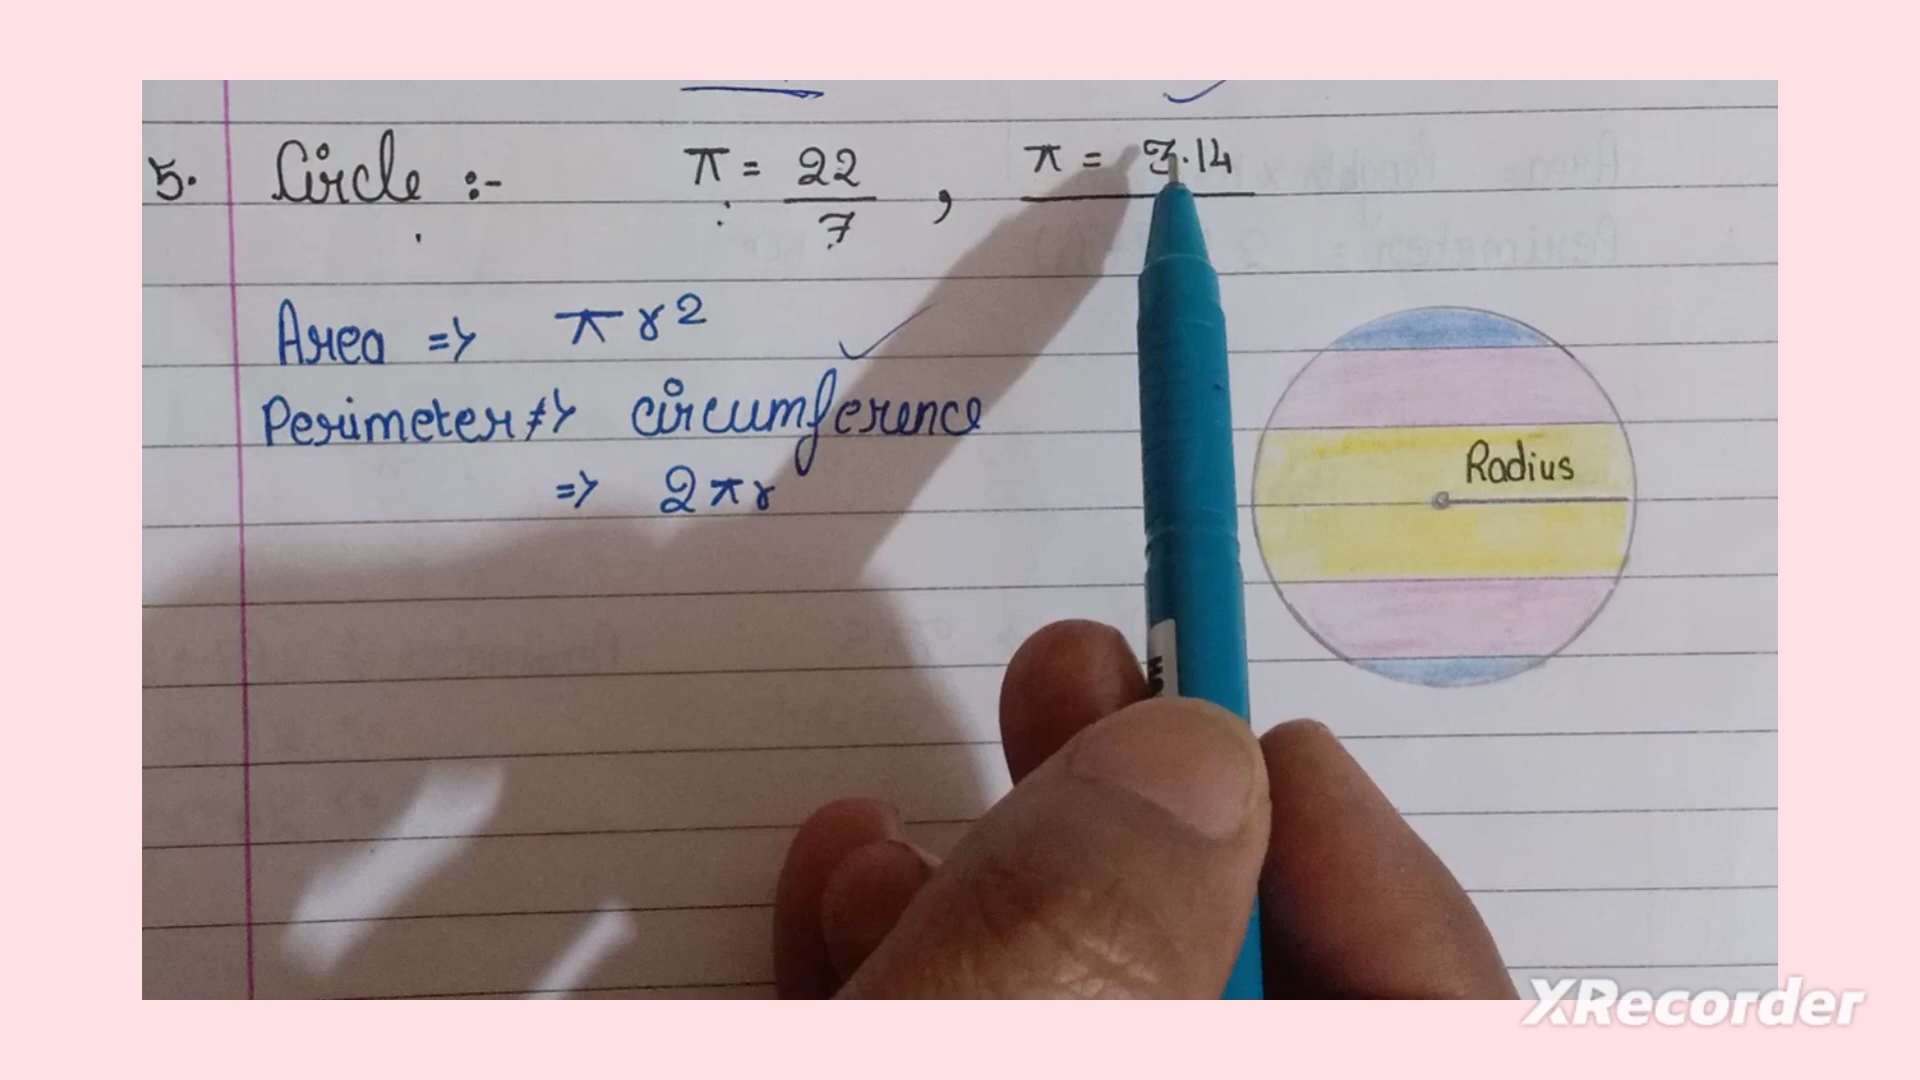 5. Circle :- π = 22/7 , π = 3.14
Area => πr2
Perimeter => circumference
=> 2πr
Radius
XRecorder